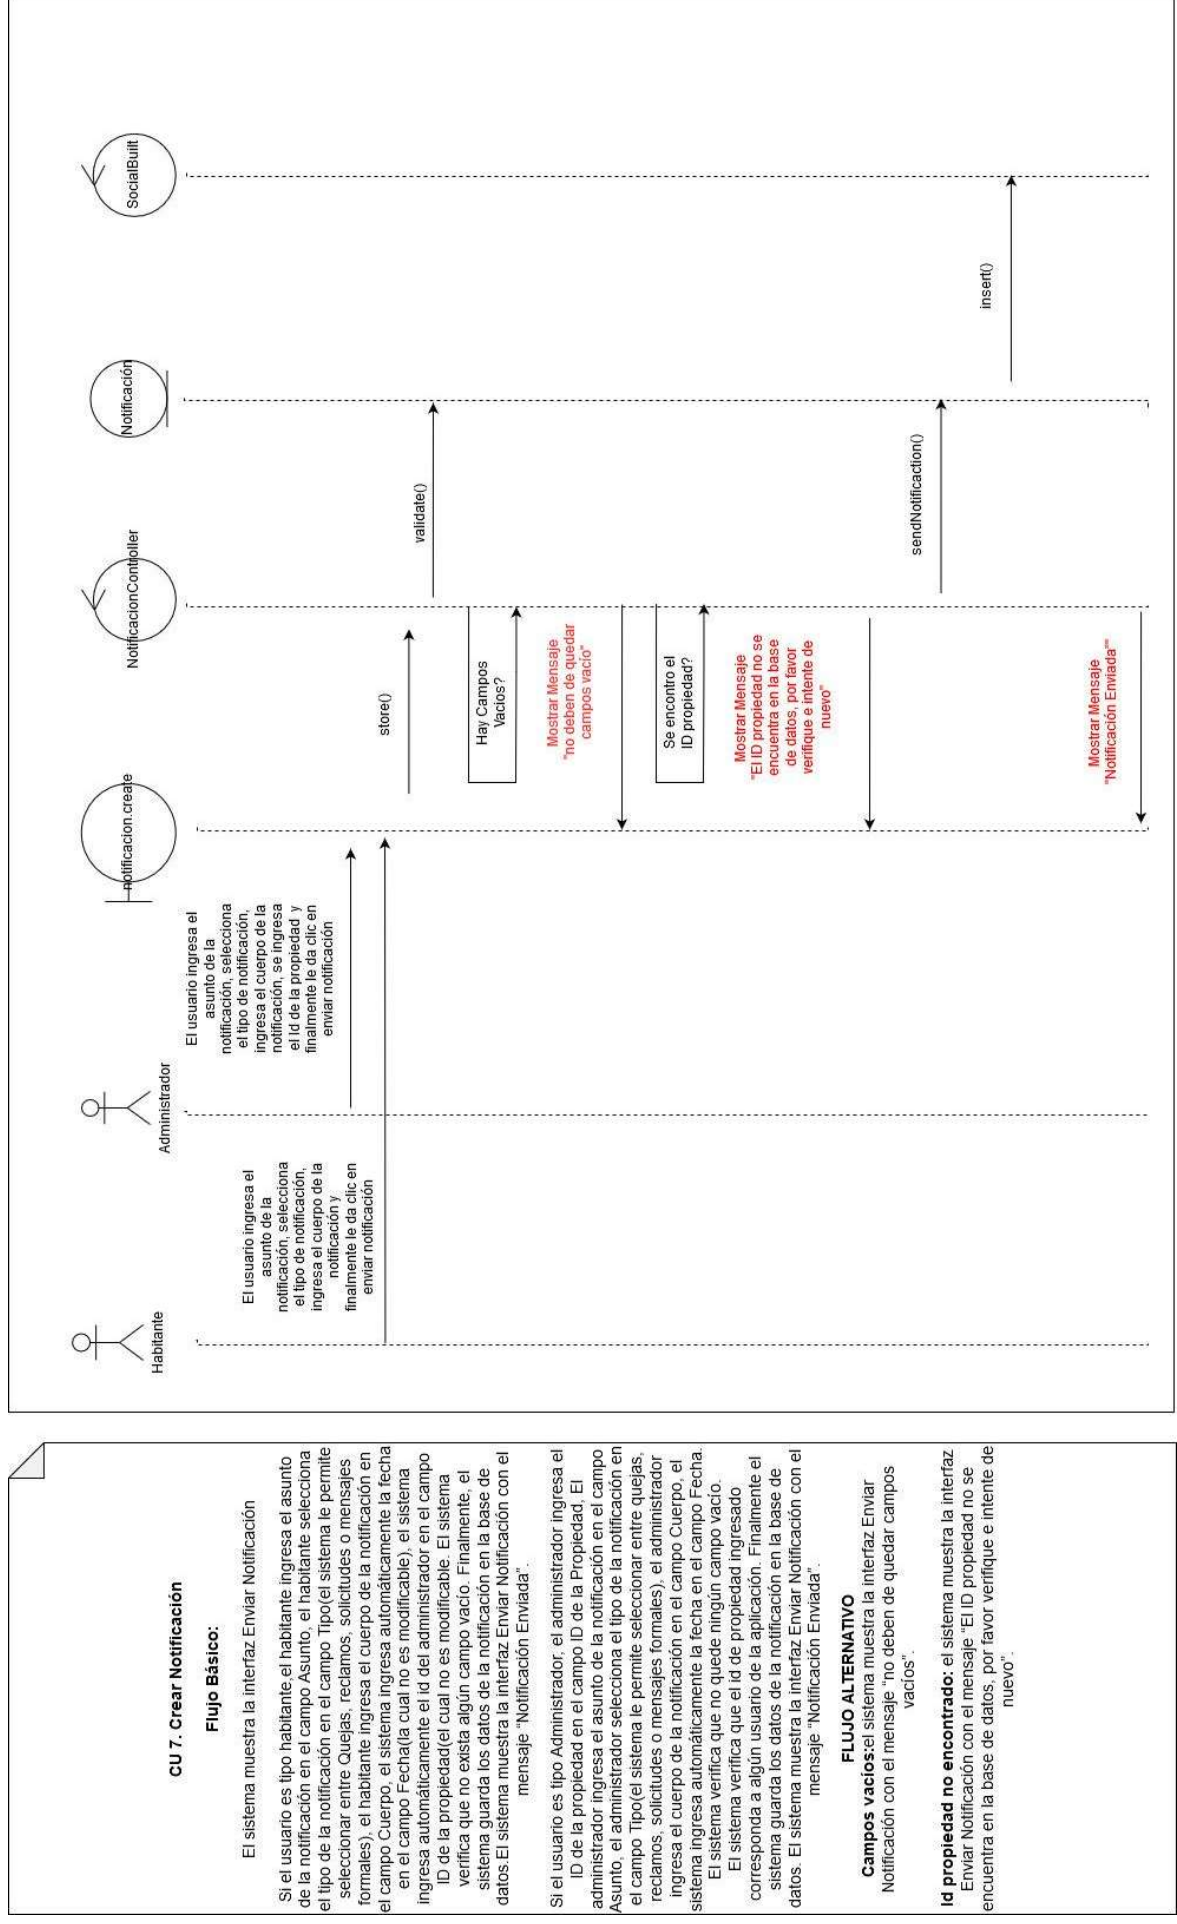 CU 7. Crear Notificación
Flujo Básico:
El sistema muestra la interfaz Enviar Notificación
Si el usuario es tipo habitante,el habitante ingresa el asunto
de la notificación en el campo Asunto, el habitante selecciona
el tipo de la notificación en el campo Tipo(el sistema le permite
seleccionar entre Quejas, reclamos, solicitudes o mensajes
formales), el habitante ingresa el cuerpo de la notificación en
el campo Cuerpo, el sistema ingresa automáticamente la fecha
en el campo Fecha(la cual no es modificable), el sistema
ingresa automáticamente el id del administrador en el campo
ID de la propiedad(el cual no es modificable. El sistema
verifica que no exista algún campo vacío. Finalmente, el
sistema guarda los datos de la notificación en la base de
datos.El sistema muestra la interfaz Enviar Notificación con el
mensaje “Notificación Enviada”.
Si el usuario es tipo Administrador, el administrador ingresa el
ID de la propiedad en el campo ID de la Propiedad, El
administrador ingresa el asunto de la notificación en el campo
Asunto, el administrador selecciona el tipo de la notificación en
el campo Tipo(el sistema le permite seleccionar entre quejas,
reclamos, solicitudes o mensajes formales), el administrador
ingresa el cuerpo de la notificación en el campo Cuerpo, el
sistema ingresa automáticamente la fecha en el campo Fecha.
El sistema verifica que no quede ningún campo vacío.
El sistema verifica que el id de propiedad ingresado
corresponda a algún usuario de la aplicación. Finalmente el
sistema guarda los datos de la notificación en la base de
datos. El sistema muestra la interfaz Enviar Notificación con el
mensaje “Notificación Enviada”.
FLUJO ALTERNATIVO
Campos vacios:el sistema muestra la interfaz Enviar
Notificación con el mensaje “no deben de quedar campos
vacíos”.
Id propiedad no encontrado: el sistema muestra la interfaz
Enviar Notificación con el mensaje “El ID propiedad no se
encuentra en la base de datos, por favor verifique e intente de
nuevo”.
Habitante
Administrador
notificacion.create
NotificacionController
Notificación
SocialBuilt
El usuario ingresa el
asunto de la
notificación, selecciona
el tipo de notificación,
ingresa el cuerpo de la
notificación, se ingresa
el Id de la propiedad y
finalmente le da clic en
enviar notificación
El usuario ingresa el
asunto de la
notificación, selecciona
el tipo de notificación,
ingresa el cuerpo de la
notificación y
finalmente le da clic en
enviar notificación
store()
validate()
Hay Campos
Vacios?
Mostrar Mensaje
"no deben de quedar
campos vacío"
Se encontro el
ID propiedad?
Mostrar Mensaje
"El ID propiedad no se
encuentra en la base
de datos, por favor
verifique e intente de
nuevo"
sendNotificaction()
insert()
Mostrar Mensaje
"Notificación Enviada""